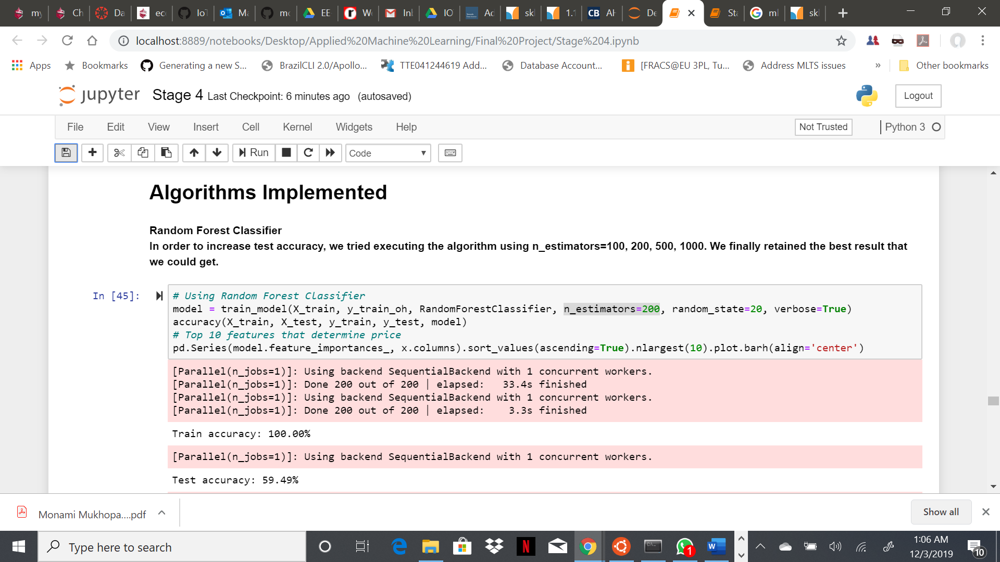 my
Ch
Da
ec
IoT
Ma
mc
EE
W
Inl
IO
Ac
sk
1.1
CB
Al
De
Sta
ml
sk
localhost:8889/notebooks/Desktop/Applied%20Machine%20Learning/Final%20Project/Stage%204.ipynb
Apps
Bookmarks
Generating a new S...
BrazilCLI 2.0/Apollo...
TTE041244619 Add...
Database Account...
[FRACS@EU 3PL, Tu...
Address MLTS issues
»
Other bookmarks
jupyter
Stage 4 Last Checkpoint: 6 minutes ago (autosaved)
Logout
File
Edit
View
Insert
Cell
Kernel
Widgets
Help
Not Trusted
Python 3
Run
Code
Algorithms Implemented
Random Forest Classifier
In order to increase test accuracy, we tried executing the algorithm using n_estimators=100, 200, 500, 1000. We finally retained the best result that
we could get.
In [45]:
# Using Random Forest Classifier
model = train_model(X_train, y_train_oh, RandomForestClassifier, n_estimators=200, random_state=20, verbose=True)
accuracy(X_train, X_test, y_train, y_test, model)
# Top 10 features that determine price
pd.Series(model.feature_importances_, x.columns).sort_values(ascending=True).nlargest(10).plot.barh(align='center')
[Parallel(n_jobs=1)]: Using backend SequentialBackend with 1 concurrent workers.
[Parallel(n_jobs=1)]: Done 200 out of 200 | elapsed:   33.4s finished
[Parallel(n_jobs=1)]: Using backend SequentialBackend with 1 concurrent workers.
[Parallel(n_jobs=1)]: Done 200 out of 200 | elapsed:    3.3s finished
Train accuracy: 100.00%
[Parallel(n_jobs=1)]: Using backend SequentialBackend with 1 concurrent workers.
Test accuracy: 59.49%
Monami Mukhopa....pdf
Show all
Type here to search
1
1:06 AM
12/3/2019
10